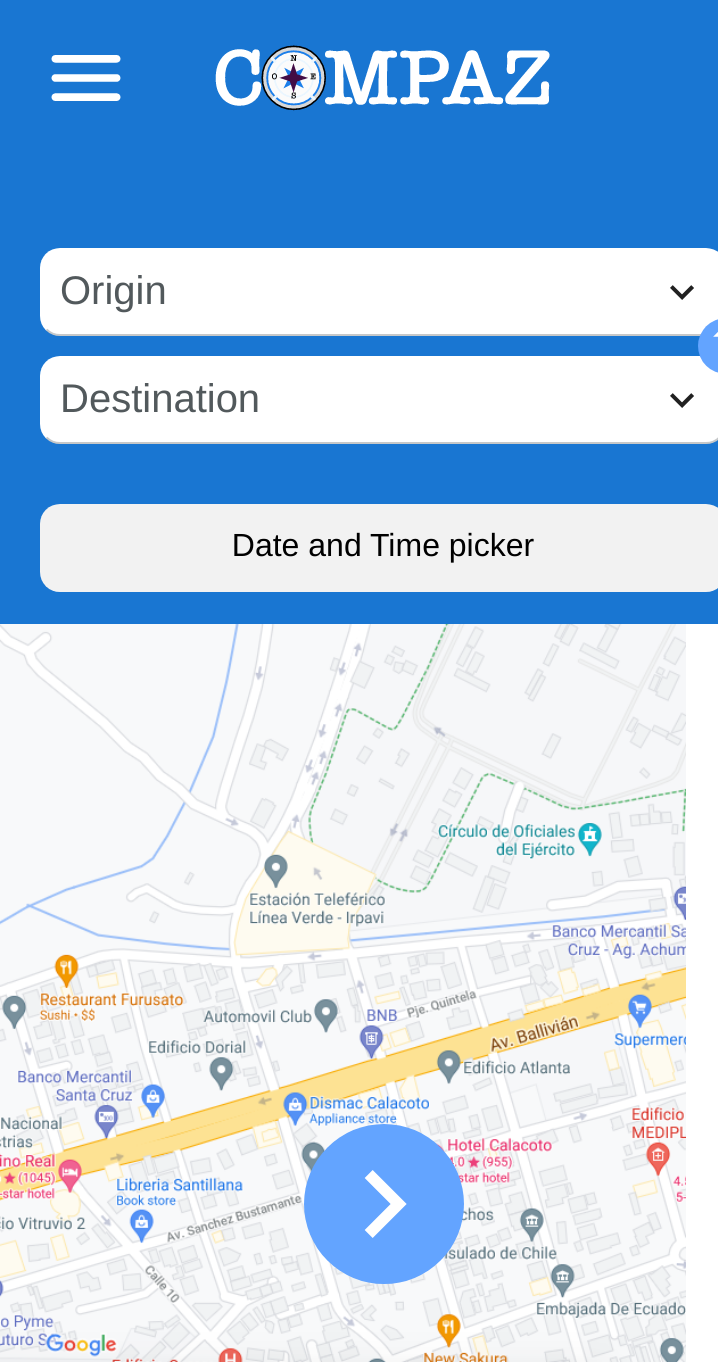 COMPAZ
N
O E
S
Origin
Destination
Date and Time picker
Círculo de Oficiales
del Ejército
Estación Teleférico
Línea Verde - Irpavi
Banco Mercantil Sa
Cruz - Ag. Achum
Restaurant Furusato
Sushi • $$
Automovil Club
BNB
Pje. Quintela
Av. Ballivián
Supermerc
Edificio Dorial
Edificio Atlanta
Banco Mercantil
Santa Cruz
Dismac Calacoto
Appliance store
Nacional
strias
Edificio
MEDIPL
ino Real
★ (1045)
-star hotel
Hotel Calacoto
4.0 ★ (955)
star hotel
4.5
5-
Libreria Santillana
Book store
io Vitruvio 2
Av. Sanchez Bustamante
chos
sulado de Chile
Calle 10
Embajada De Ecuado
o Pyme
uturo S
Google
New Sakura